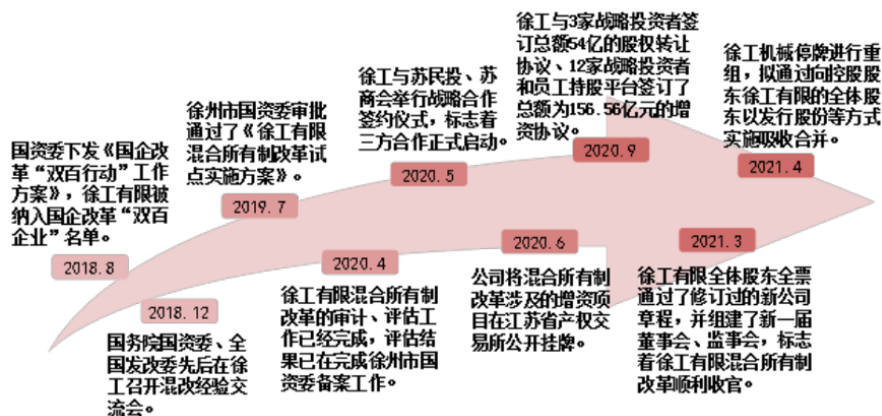 国资委下发《国企改
革“双百行动”工作
方案》，徐工有限被
纳入国企改革“双百
企业”名单。
2018.8
2018.12
国务院国资委、全
国发改委先后在徐
工召开混改经验交
流会。
徐州市国资委审批
通过了《徐工有限
混合所有制改革试
点实施方案》。
2019.7
2020.4
徐工有限混合所有制
改革的审计、评估工
作已经完成，评估结
果已在完成徐州市国
资委备案工作。
徐工与苏民投、苏
商会举行战略合作
签约仪式，标志着
三方合作正式启动。
2020.5
2020.6
公司将混合所有制
改革涉及的增资项
目在江苏省产权交
易所公开挂牌。
徐工与3家战略投资者签
订总额54亿的股权转让
协议、12家战略投资者
和员工持股平台签订了
总额为156.56亿元的增
资协议。
2020.9
2021.3
徐工有限全体股东全票
通过了修订过的新公司
章程，并组建了新一届
董事会、监事会，标志
着徐工有限混合所有制
改革顺利收官。
徐工机械停牌进行重
组，拟通过向控股股
东徐工有限的全体股
东以发行股份等方式
实施吸收合并。
2021.4